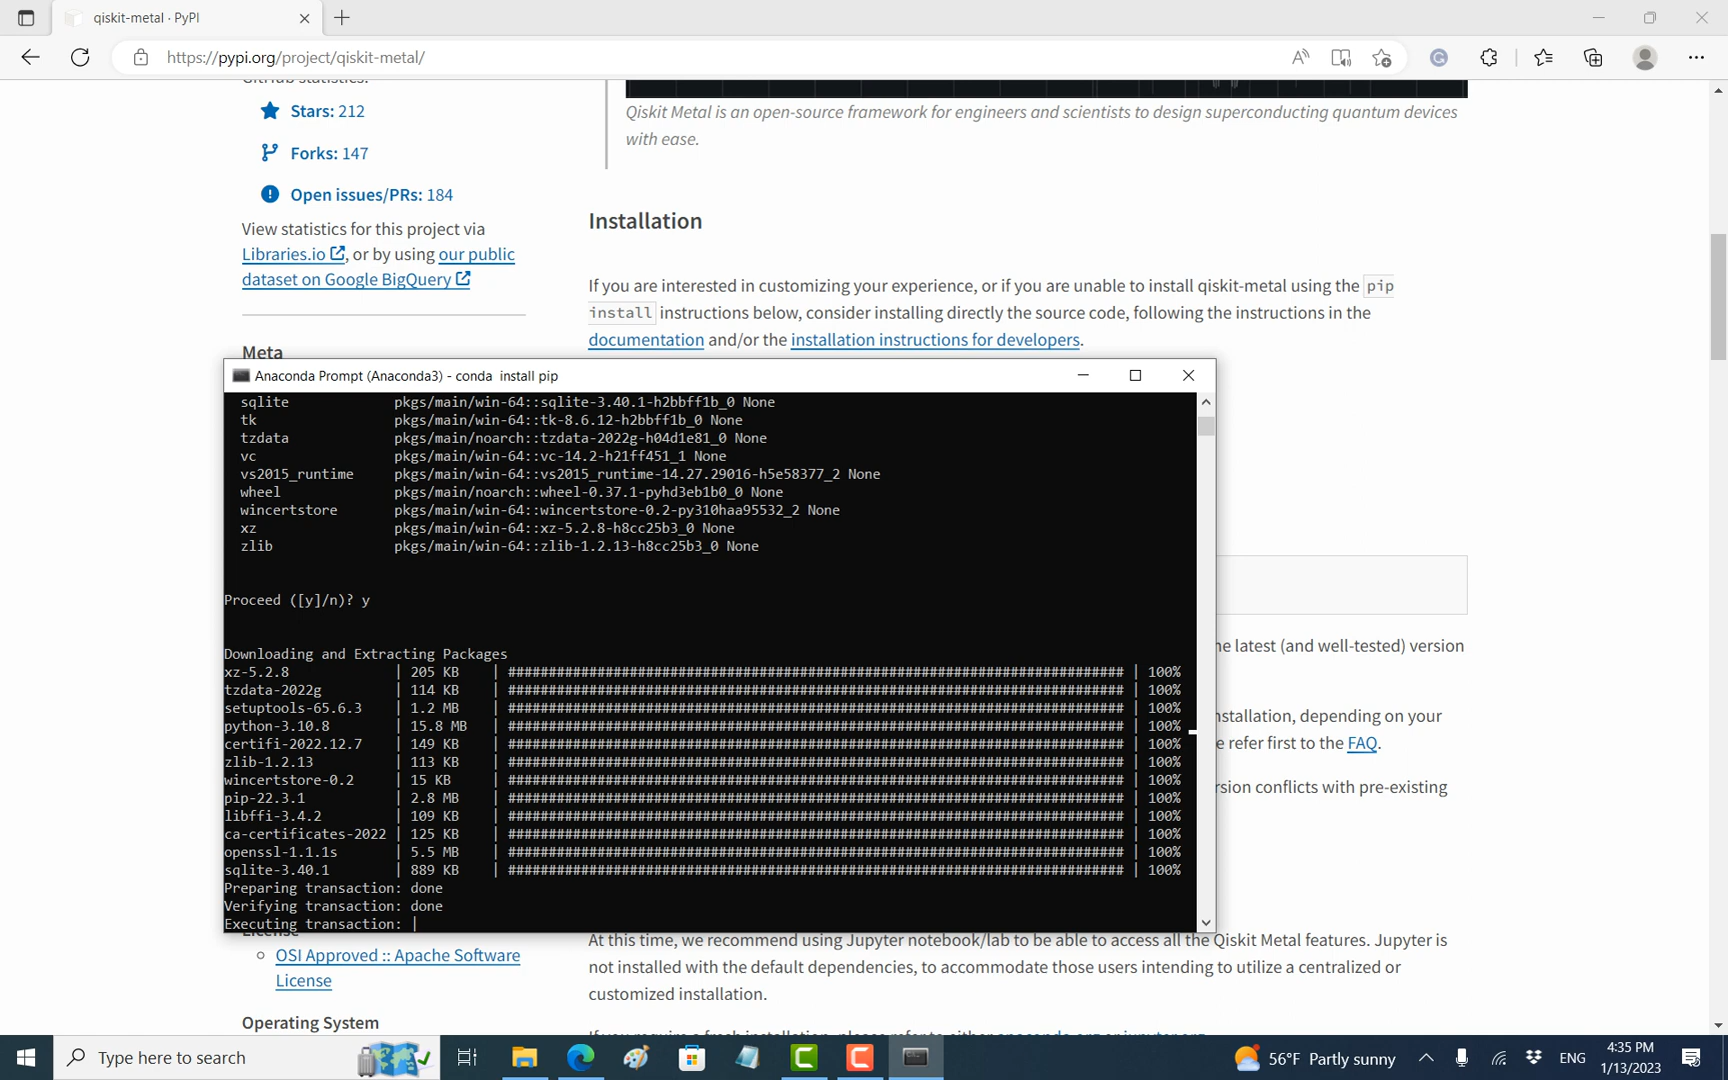 qiskit-metal · PyPI
https://pypi.org/project/qiskit-metal/
GitHub statistics:
Stars: 212
Forks: 147
Open issues/PRs: 184
View statistics for this project via
Libraries.io, or by using our public
dataset on Google BigQuery
Meta
Qiskit Metal is an open-source framework for engineers and scientists to design superconducting quantum devices
with ease.
Installation
If you are interested in customizing your experience, or if you are unable to install qiskit-metal using the pip
install instructions below, consider installing directly the source code, following the instructions in the
documentation and/or the installation instructions for developers.
Anaconda Prompt (Anaconda3) - conda install pip
sqlite pkgs/main/win-64::sqlite-3.40.1-h2bbff1b_0 None
tk pkgs/main/win-64::tk-8.6.12-h2bbff1b_0 None
tzdata pkgs/main/noarch::tzdata-2022g-h04d1e81_0 None
vc pkgs/main/win-64::vc-14.2-h21ff451_1 None
vs2015_runtime pkgs/main/win-64::vs2015_runtime-14.27.29016-h5e58377_2 None
wheel pkgs/main/noarch::wheel-0.37.1-pyhd3eb1b0_0 None
wincertstore pkgs/main/win-64::wincertstore-0.2-py310haa95532_2 None
xz pkgs/main/win-64::xz-5.2.8-h8cc25b3_0 None
zlib pkgs/main/win-64::zlib-1.2.13-h8cc25b3_0 None
Proceed ([y]/n)? y
Downloading and Extracting Packages
xz-5.2.8 | 205 KB | ############################################################################ | 100%
tzdata-2022g | 114 KB | ############################################################################ | 100%
setuptools-65.6.3 | 1.2 MB | ############################################################################ | 100%
python-3.10.8 | 15.8 MB | ############################################################################ | 100%
certifi-2022.12.7 | 149 KB | ############################################################################ | 100%
zlib-1.2.13 | 113 KB | ############################################################################ | 100%
wincertstore-0.2 | 15 KB | ############################################################################ | 100%
pip-22.3.1 | 2.8 MB | ############################################################################ | 100%
libffi-3.4.2 | 109 KB | ############################################################################ | 100%
ca-certificates-2022 | 125 KB | ############################################################################ | 100%
openssl-1.1.1s | 5.5 MB | ############################################################################ | 100%
sqlite-3.40.1 | 889 KB | ############################################################################ | 100%
Preparing transaction: done
Verifying transaction: done
Executing transaction: |
the latest (and well-tested) version
installation, depending on your
e refer first to the FAQ.
rsion conflicts with pre-existing
License
OSI Approved :: Apache Software
License
Operating System
At this time, we recommend using Jupyter notebook/lab to be able to access all the Qiskit Metal features. Jupyter is
not installed with the default dependencies, to accommodate those users intending to utilize a centralized or
customized installation.
If you require a fresh installation, please refer to either anaconda.org or jupyter.org.
Type here to search
56°F Partly sunny
ENG
4:35 PM
1/13/2023